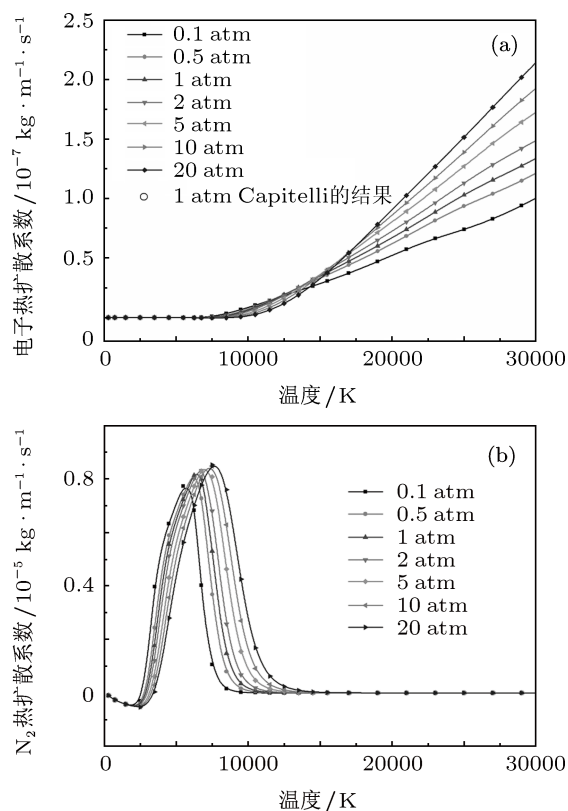 电子热扩散系数/10⁻⁷ kg·m⁻¹·s⁻¹
2.5
2.0
1.5
1.0
0.5
0
(a)
0.1 atm
0.5 atm
1 atm
2 atm
5 atm
10 atm
20 atm
1 atm Capitelli的结果
0 10000 20000 30000
温度/K
N₂热扩散系数/10⁻⁵ kg·m⁻¹·s⁻¹
0.8
0.4
0
(b)
0.1 atm
0.5 atm
1 atm
2 atm
5 atm
10 atm
20 atm
0 10000 20000 30000
温度/K